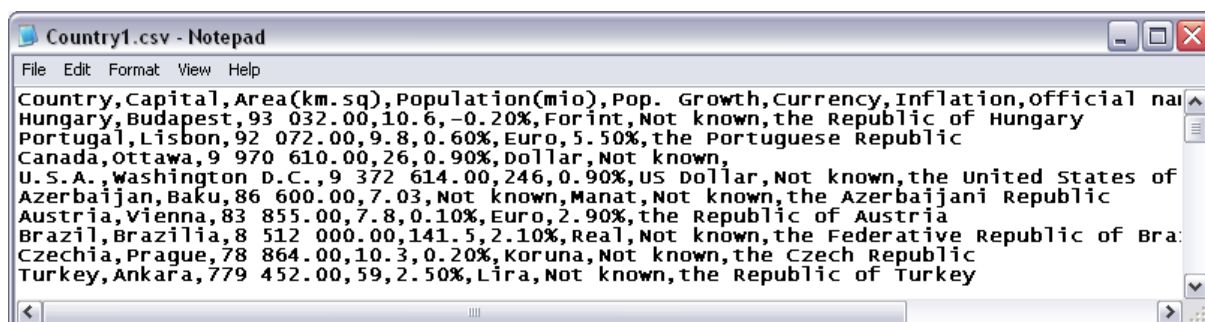 Country1.csv - Notepad
File Edit Format View Help
Country,Capital,Area(km.sq),Population(mio),Pop. Growth,Currency,Inflation,Official
Hungary,Budapest,93 032.00,10.6,-0.20%,Forint,Not known,the Republic of Hungary
Portugal,Lisbon,92 072.00,9.8,0.60%,Euro,5.50%,the Portuguese Republic
Canada,Ottawa,9 970 610.00,26,0.90%,Dollar,Not known,
U.S.A.,Washington D.C.,9 372 614.00,246,0.90%,US Dollar,Not known,the United States of
Azerbaijan,Baku,86 600.00,7.03,Not known,Manat,Not known,the Azerbaijani Republic
Austria,Vienna,83 855.00,7.8,0.10%,Euro,2.90%,the Republic of Austria
Brazil,Brazilia,8 512 000.00,141.5,2.10%,Real,Not known,the Federative Republic of
Czechia,Prague,78 864.00,10.3,0.20%,Koruna,Not known,the Czech Republic
Turkey,Ankara,779 452.00,59,2.50%,Lira,Not known,the Republic of Turkey